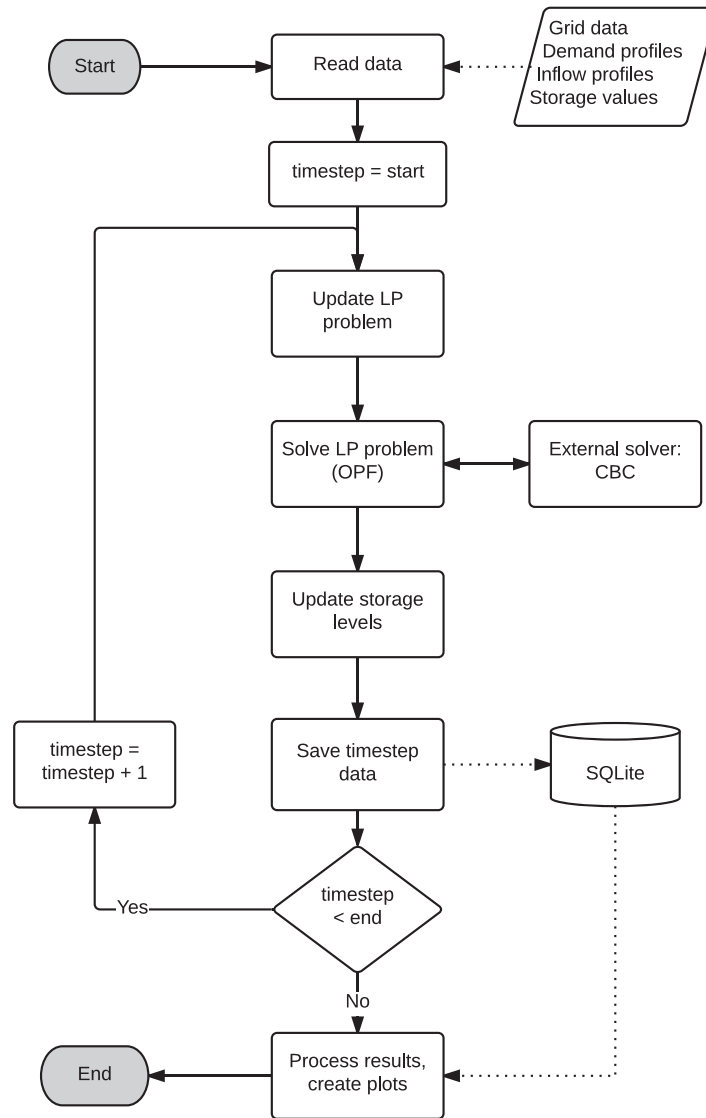 Start
Read data
Grid data
Demand profiles
Inflow profiles
Storage values
timestep = start
Update LP
problem
Solve LP problem
(OPF)
External solver:
CBC
Update storage
levels
timestep =
timestep + 1
Save timestep
data
SQLite
timestep
< end
Yes
No
Process results,
create plots
End